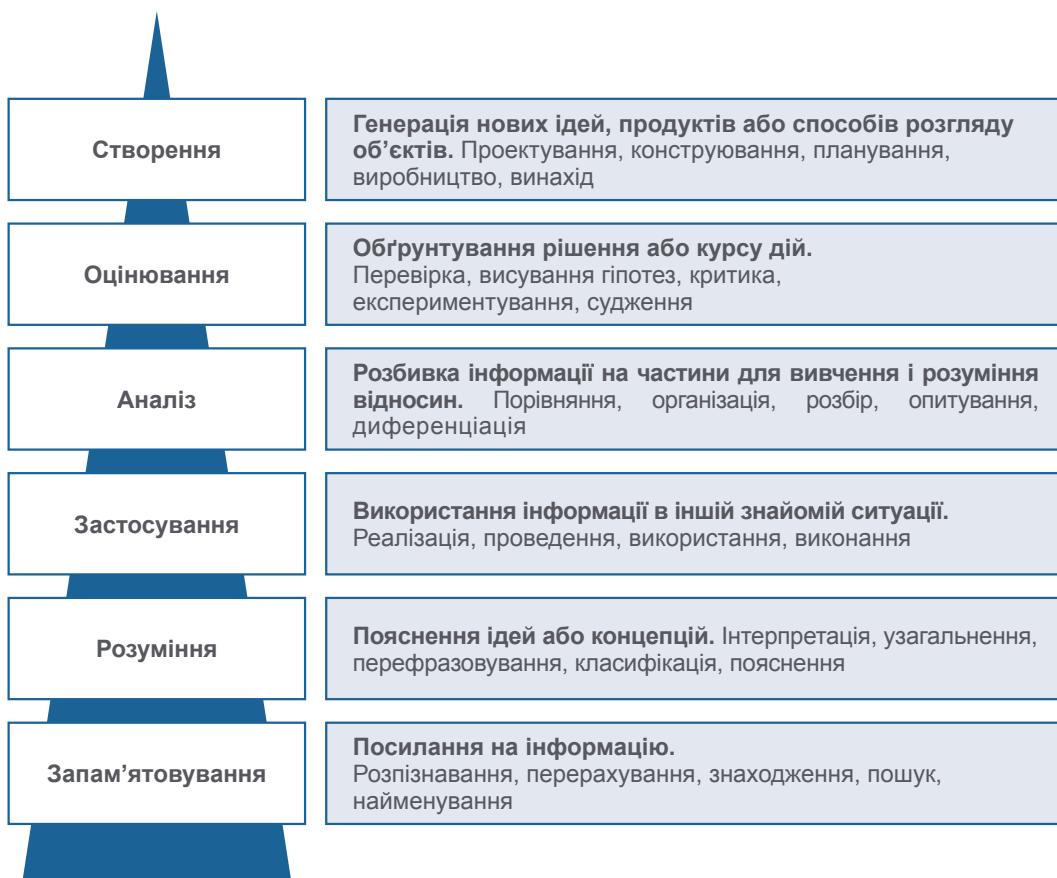 Створення
Генерація нових ідей, продуктів або способів розгляду
об’єктів. Проектування, конструювання, планування,
виробництво, винахід
Оцінювання
Обґрунтування рішення або курсу дій.
Перевірка, висування гіпотез, критика,
експериментування, судження
Аналіз
Розбивка інформації на частини для вивчення і розуміння
відносин. Порівняння, організація, розбір, опитування,
диференціація
Застосування
Використання інформації в іншій знайомій ситуації.
Реалізація, проведення, використання, виконання
Розуміння
Пояснення ідей або концепцій. Інтерпретація, узагальнення,
перефразовування, класифікація, пояснення
Запам’ятовування
Посилання на інформацію.
Розпізнавання, перерахування, знаходження, пошук,
найменування